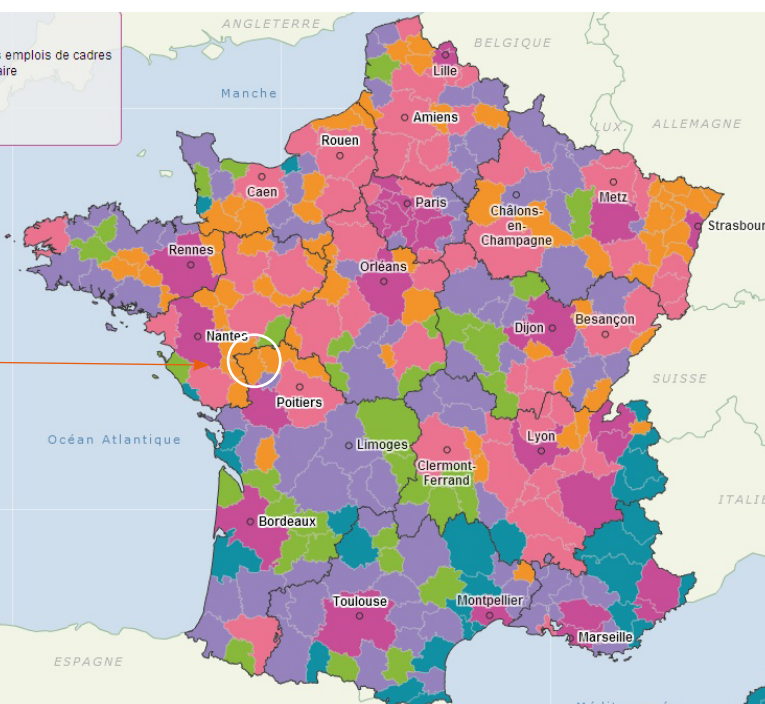 s emplois de cadres
aire
ANGLETERRE
BELGIQUE
Lille
Manche
Amiens
LUX.
ALLEMAGNE
Rouen
Caen
Paris
Metz
Châlons-
en-
Champagne
Strasbour
Rennes
Orléans
Nantes
Dijon
Besançon
SUISSE
Poitiers
Océan Atlantique
Limoges
Lyon
Clermont-
Ferrand
ITALIE
Bordeaux
Toulouse
Montpellier
Marseille
ESPAGNE